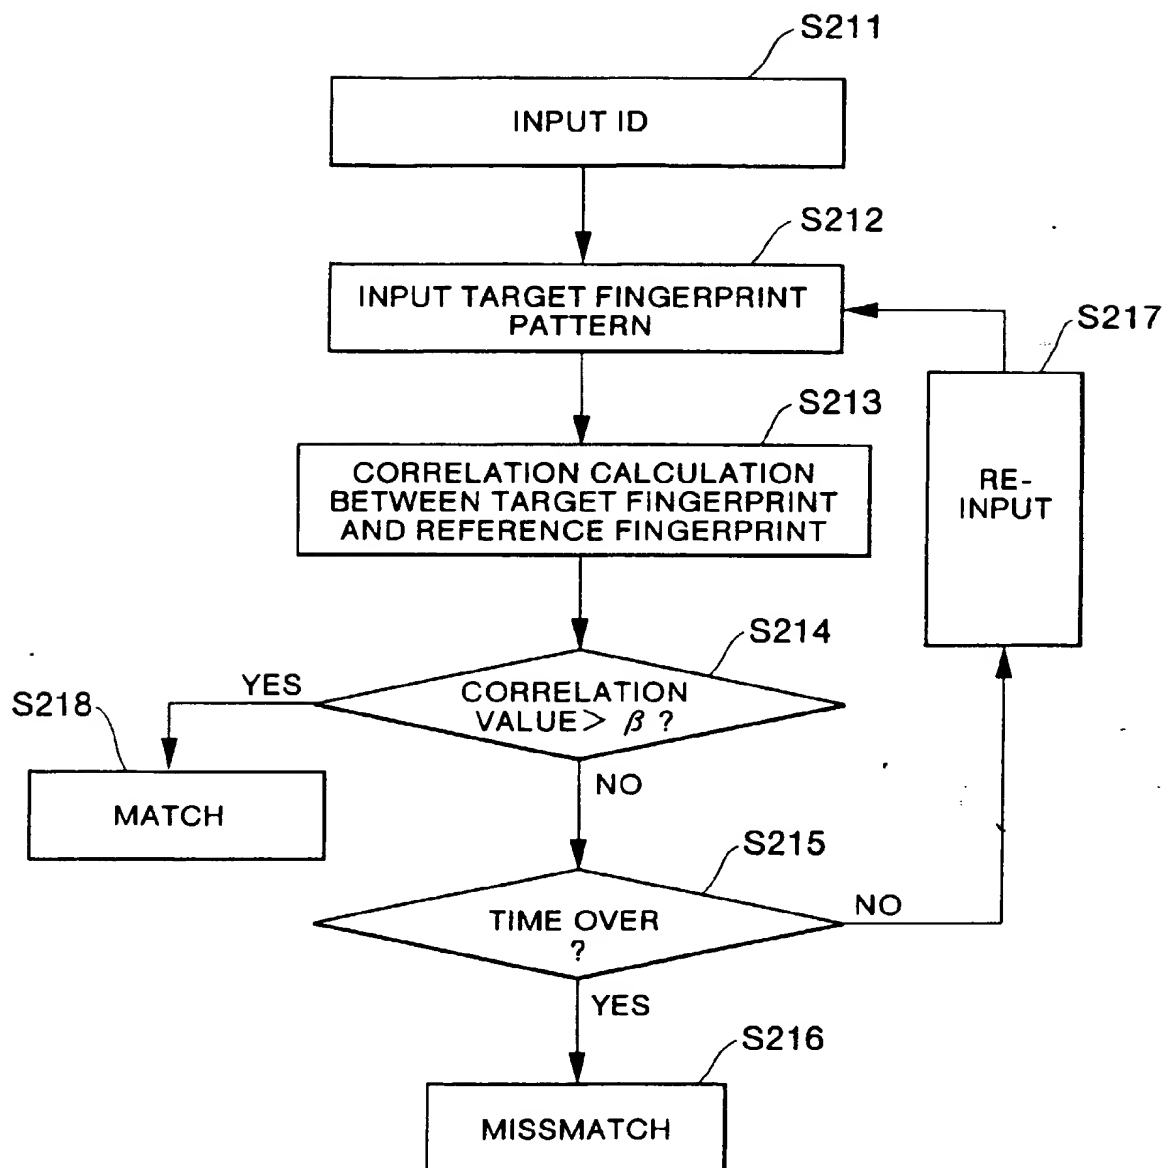 S211
INPUT ID
S212
INPUT TARGET FINGERPRINT
PATTERN
S217
S213
CORRELATION CALCULATION
BETWEEN TARGET FINGERPRINT
AND REFERENCE FINGERPRINT
RE-
INPUT
S214
YES
CORRELATION
VALUE> β ?
S218
MATCH
NO
S215
TIME OVER
?
NO
YES
S216
MISSMATCH